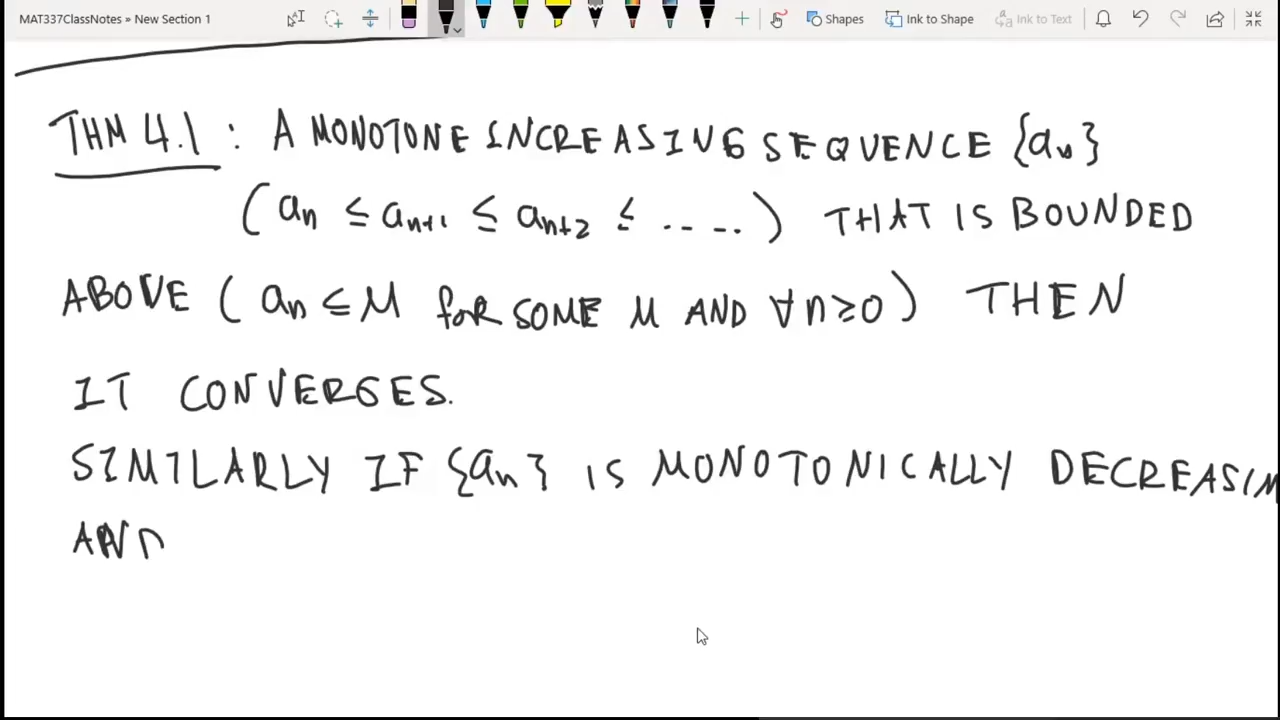 MAT337ClassNotes » New Section 1
Shapes
Ink to Shape
Ink to Text
THM 4.1 : A MONOTONE INCREASING SEQUENCE {an}
(an ≤ an+1 ≤ an+2 ≤ .....) THAT IS BOUNDED
ABOVE ( an ≤ M for SOME M AND ∀n≥0 ) THEN
IT CONVERGES.
SIMILARLY IF {an} IS MONOTONICALLY DECREASIN
AND